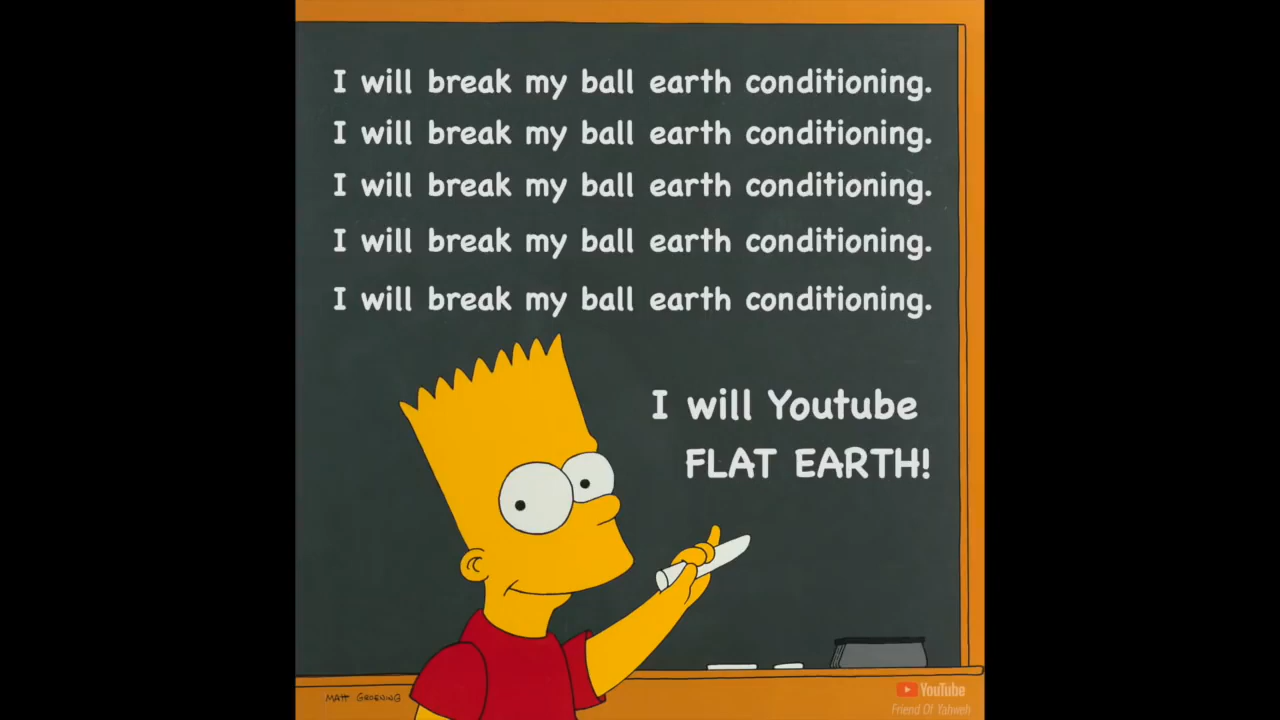 I will break my ball earth conditioning.
I will break my ball earth conditioning.
I will break my ball earth conditioning.
I will break my ball earth conditioning.
I will break my ball earth conditioning.
I will Youtube
FLAT EARTH!
MATT GROENING
YouTube
Friend Of Yahweh